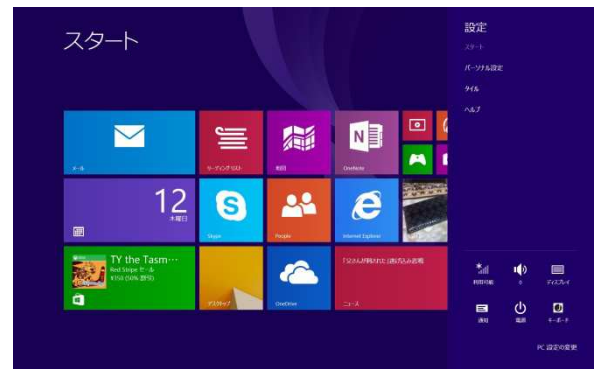 スタート
設定
スタート
パーソナル設定
タイル
ヘルプ
メール
リーディング リスト
地図
OneNote
12
木曜日
Skype
People
Internet Explorer
TY the Tasm…
Red Stripe セール
¥354 (50% 割引)
デスクトップ
OneDrive
ニュース
利用可能
ディスプレイ
通知
電源
キーボード
PC 設定の変更